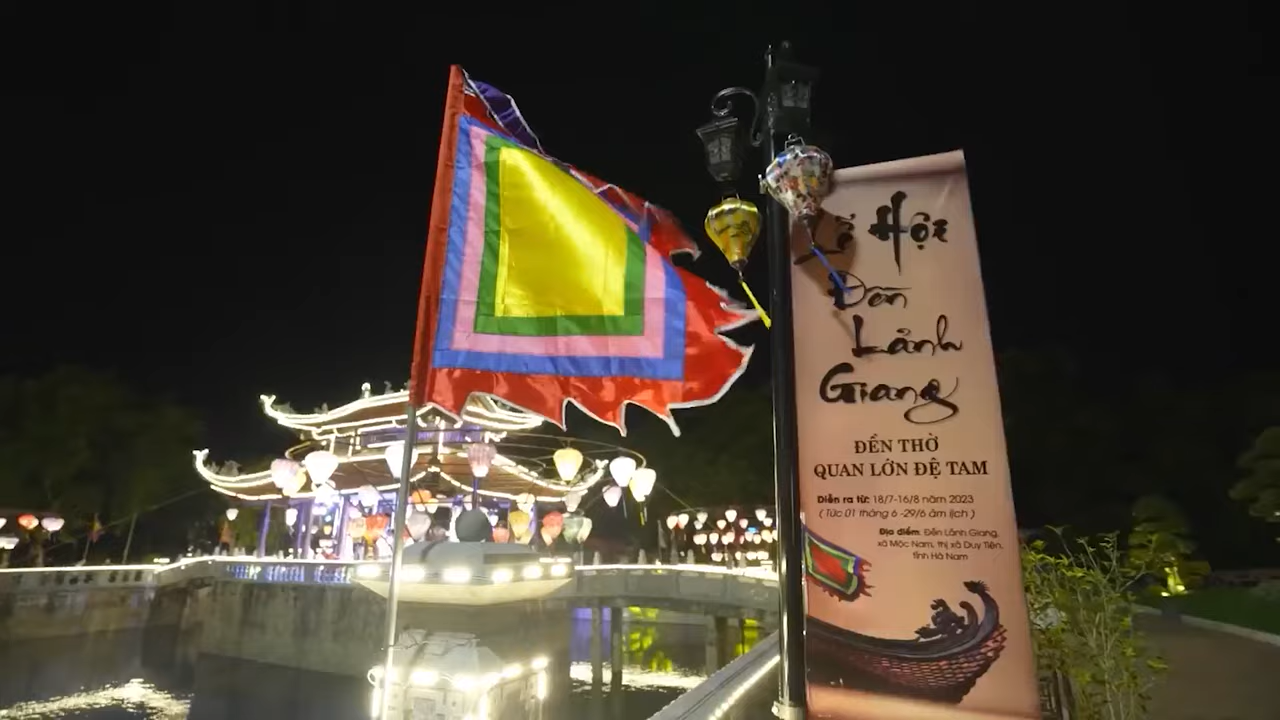 Lễ Hội
Đền
Lảnh
Giang
ĐỀN THỜ
QUAN LỚN ĐỆ TAM
Diễn ra từ: 18/7-16/8 năm 2023
( Tức 01 tháng 6 -29/6 âm lịch )
Địa điểm: Đền Lảnh Giang,
xã Mộc Nam, thị xã Duy Tiên,
tỉnh Hà Nam